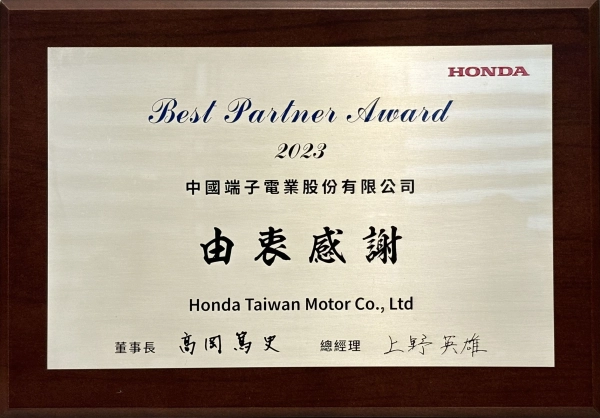 HONDA
Best Partner Award
2023
中國端子電業股份有限公司
由衷感謝
Honda Taiwan Motor Co., Ltd
董事長 髙岡篤史 總經理 上野英雄